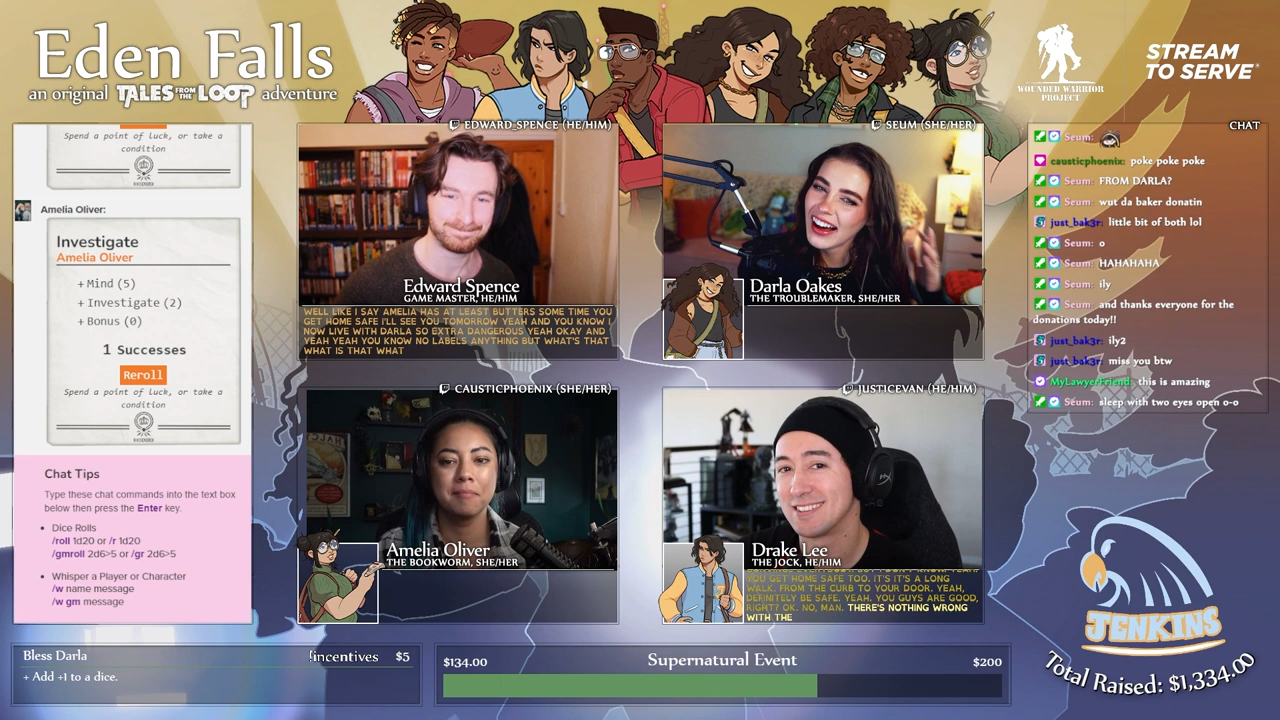 Eden Falls
an original TALES FROM THE LOOP adventure
WOUNDED WARRIOR
PROJECT
STREAM
TO SERVE
Spend a point of luck, or take a
condition
Amelia Oliver:
Investigate
Amelia Oliver
+ Mind (5)
+ Investigate (2)
+ Bonus (0)
1 Successes
Reroll
Spend a point of luck, or take a
condition
Chat Tips
Type these chat commands into the text box
below then press the Enter key.
• Dice Rolls
/roll 1d20 or /r 1d20
/gmroll 2d6>5 or /gr 2d6>5
• Whisper a Player or Character
/w name message
/w gm message
EDWARD_SPENCE (HE/HIM)
Edward Spence
GAME MASTER, HE/HIM
WELL LIKE I SAY AMELIA HAS AT LEAST BUTTERS SOME TIME YOU
GET HOME SAFE I'LL SEE YOU TOMORROW YEAH AND YOU KNOW I
NOW LIVE WITH DARLA SO EXTRA DANGEROUS YEAH OKAY AND
YEAH YEAH YOU KNOW NO LABELS ANYTHING BUT WHAT'S THAT
WHAT IS THAT WHAT
SEUM (SHE/HER)
Darla Oakes
THE TROUBLEMAKER, SHE/HER
CAUSTICPHOENIX (SHE/HER)
Amelia Oliver
THE BOOKWORM, SHE/HER
JUSTICEVAN (HE/HIM)
Drake Lee
THE JOCK, HE/HIM
YOU GET HOME SAFE TOO. IT'S IT'S A LONG
WALK. FROM THE CURB TO YOUR DOOR. YEAH,
DEFINITELY BE SAFE. YEAH. YOU GUYS ARE GOOD,
RIGHT? OK. NO, MAN. THERE'S NOTHING WRONG
WITH THE
CHAT
Seum:
causticphoenix: poke poke poke
Seum: FROM DARLA?
Seum: wut da baker donatin
just_bak3r: little bit of both lol
Seum: o
Seum: HAHAHAHA
Seum: ily
Seum: and thanks everyone for the
donations today!!
just_bak3r: ily2
just_bak3r: miss you btw
MyLawyerFriend: this is amazing
Seum: sleep with two eyes open o-o
Bless Darla !incentives $5
+ Add +1 to a dice.
$134.00 Supernatural Event $200
JENKINS
Total Raised: $1,334.00